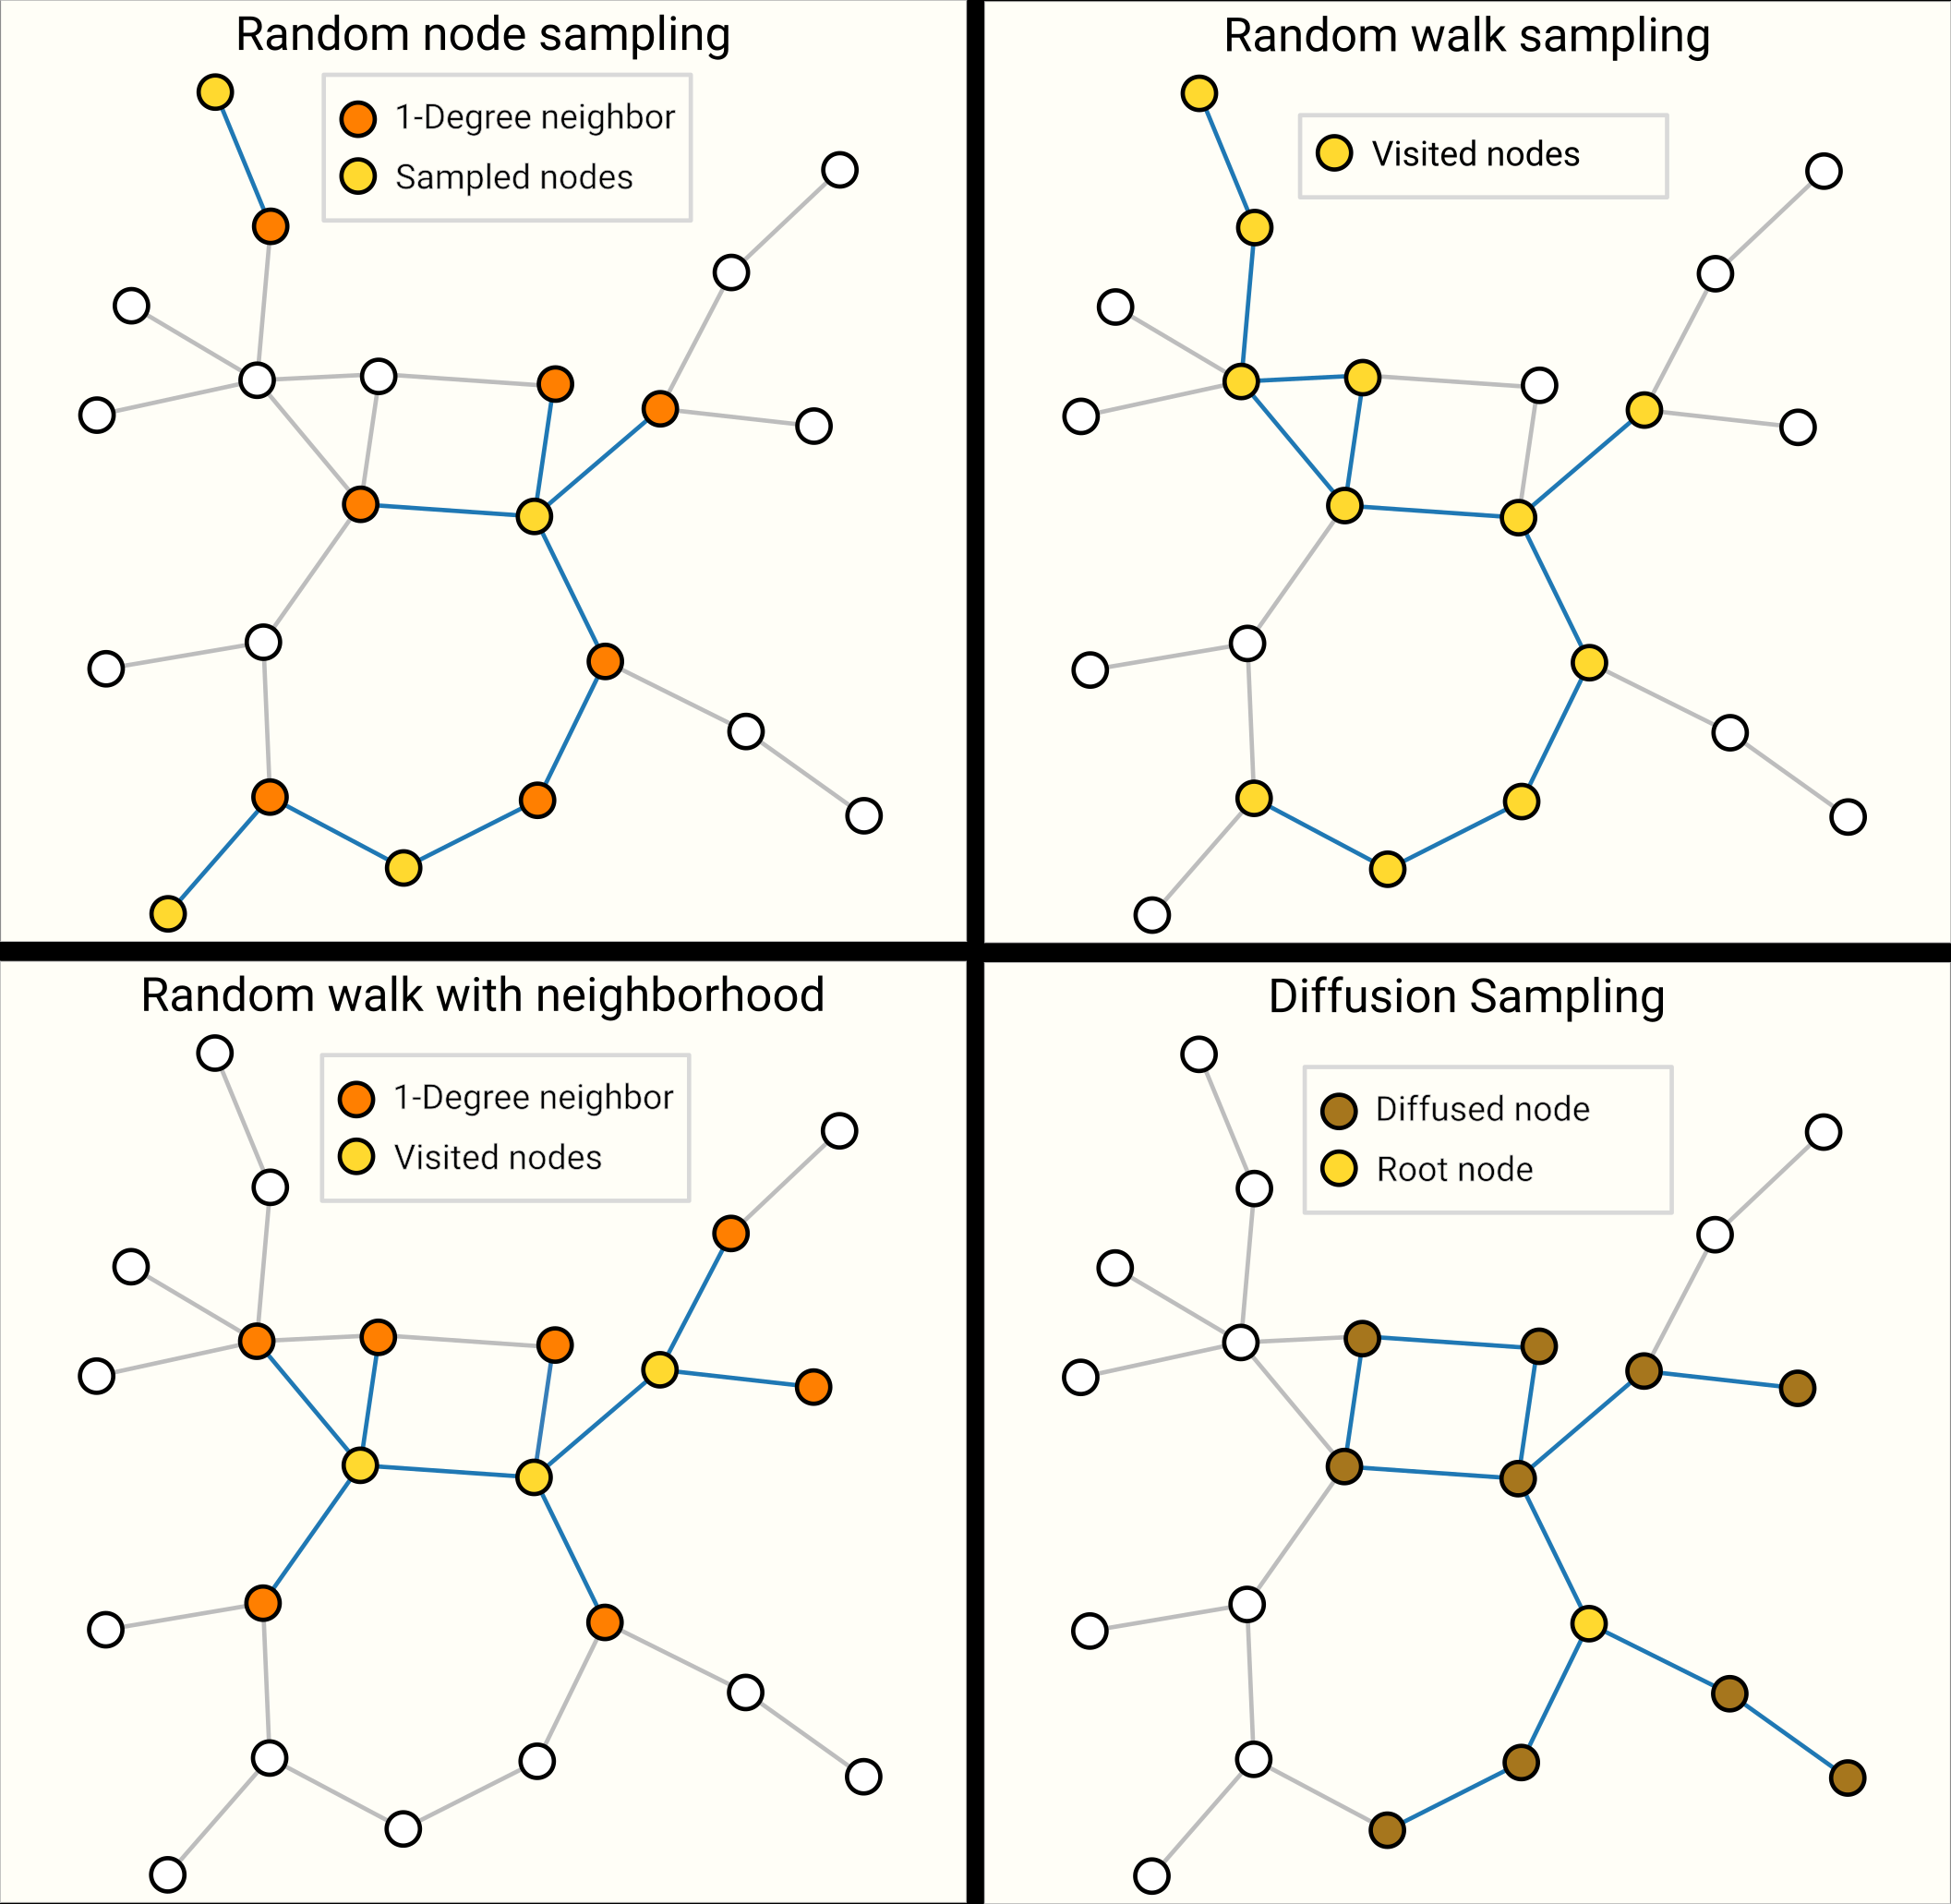 Random node sampling
1-Degree neighbor
Sampled nodes
Random walk sampling
Visited nodes
Random walk with neighborhood
1-Degree neighbor
Visited nodes
Diffusion Sampling
Diffused node
Root node